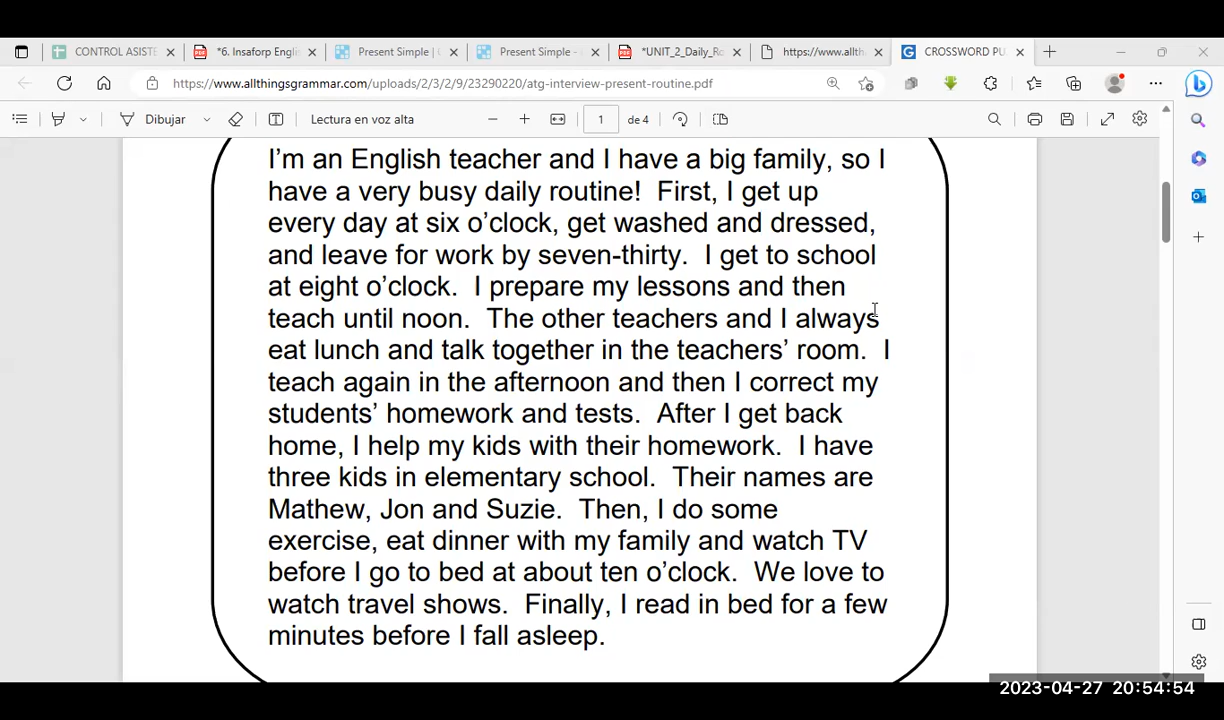 CONTROL ASISTE
*6. Insaforp Engli
Present Simple | G
Present Simple -
*UNIT_2_Daily_Ro
https://www.allth
CROSSWORD PU
https://www.allthingsgrammar.com/uploads/2/3/2/9/23290220/atg-interview-present-routine.pdf
Dibujar
Lectura en voz alta
1
de 4
I'm an English teacher and I have a big family, so I
have a very busy daily routine! First, I get up
every day at six o'clock, get washed and dressed,
and leave for work by seven-thirty. I get to school
at eight o'clock. I prepare my lessons and then
teach until noon. The other teachers and I always
eat lunch and talk together in the teachers' room. I
teach again in the afternoon and then I correct my
students' homework and tests. After I get back
home, I help my kids with their homework. I have
three kids in elementary school. Their names are
Mathew, Jon and Suzie. Then, I do some
exercise, eat dinner with my family and watch TV
before I go to bed at about ten o'clock. We love to
watch travel shows. Finally, I read in bed for a few
minutes before I fall asleep.
2023-04-27 20:54:54